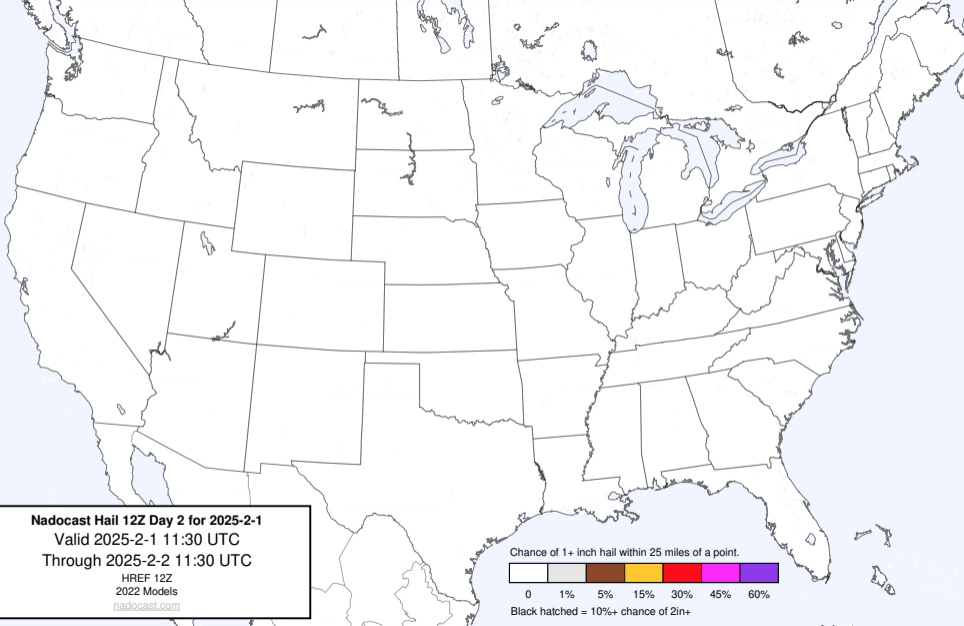 Nadocast Hail 12Z Day 2 for 2025-2-1
Valid 2025-2-1 11:30 UTC
Through 2025-2-2 11:30 UTC
HREF 12Z
2022 Models
nadocast.com
Chance of 1+ inch hail within 25 miles of a point.
0 1% 5% 15% 30% 45% 60%
Black hatched = 10%+ chance of 2in+